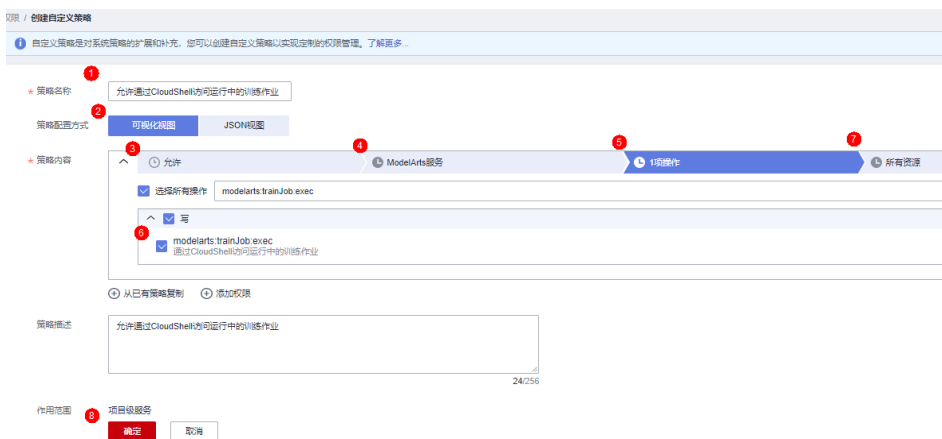 权限 / 创建自定义策略
自定义策略是对系统策略的扩展和补充，您可以创建自定义策略以实现定制的权限管理。了解更多...
1
* 策略名称 允许通过CloudShell访问运行中的训练作业
2
策略配置方式 可视化视图 JSON视图
3 4 5 7
* 策略内容 允许 ModelArts服务 1项操作 所有资源
选择所有操作 modelarts:trainJob:exec
写
6
modelarts:trainJob:exec
通过CloudShell访问运行中的训练作业
从已有策略复制 添加权限
策略描述 允许通过CloudShell访问运行中的训练作业
24/256
作用范围 项目级服务
8
确定 取消